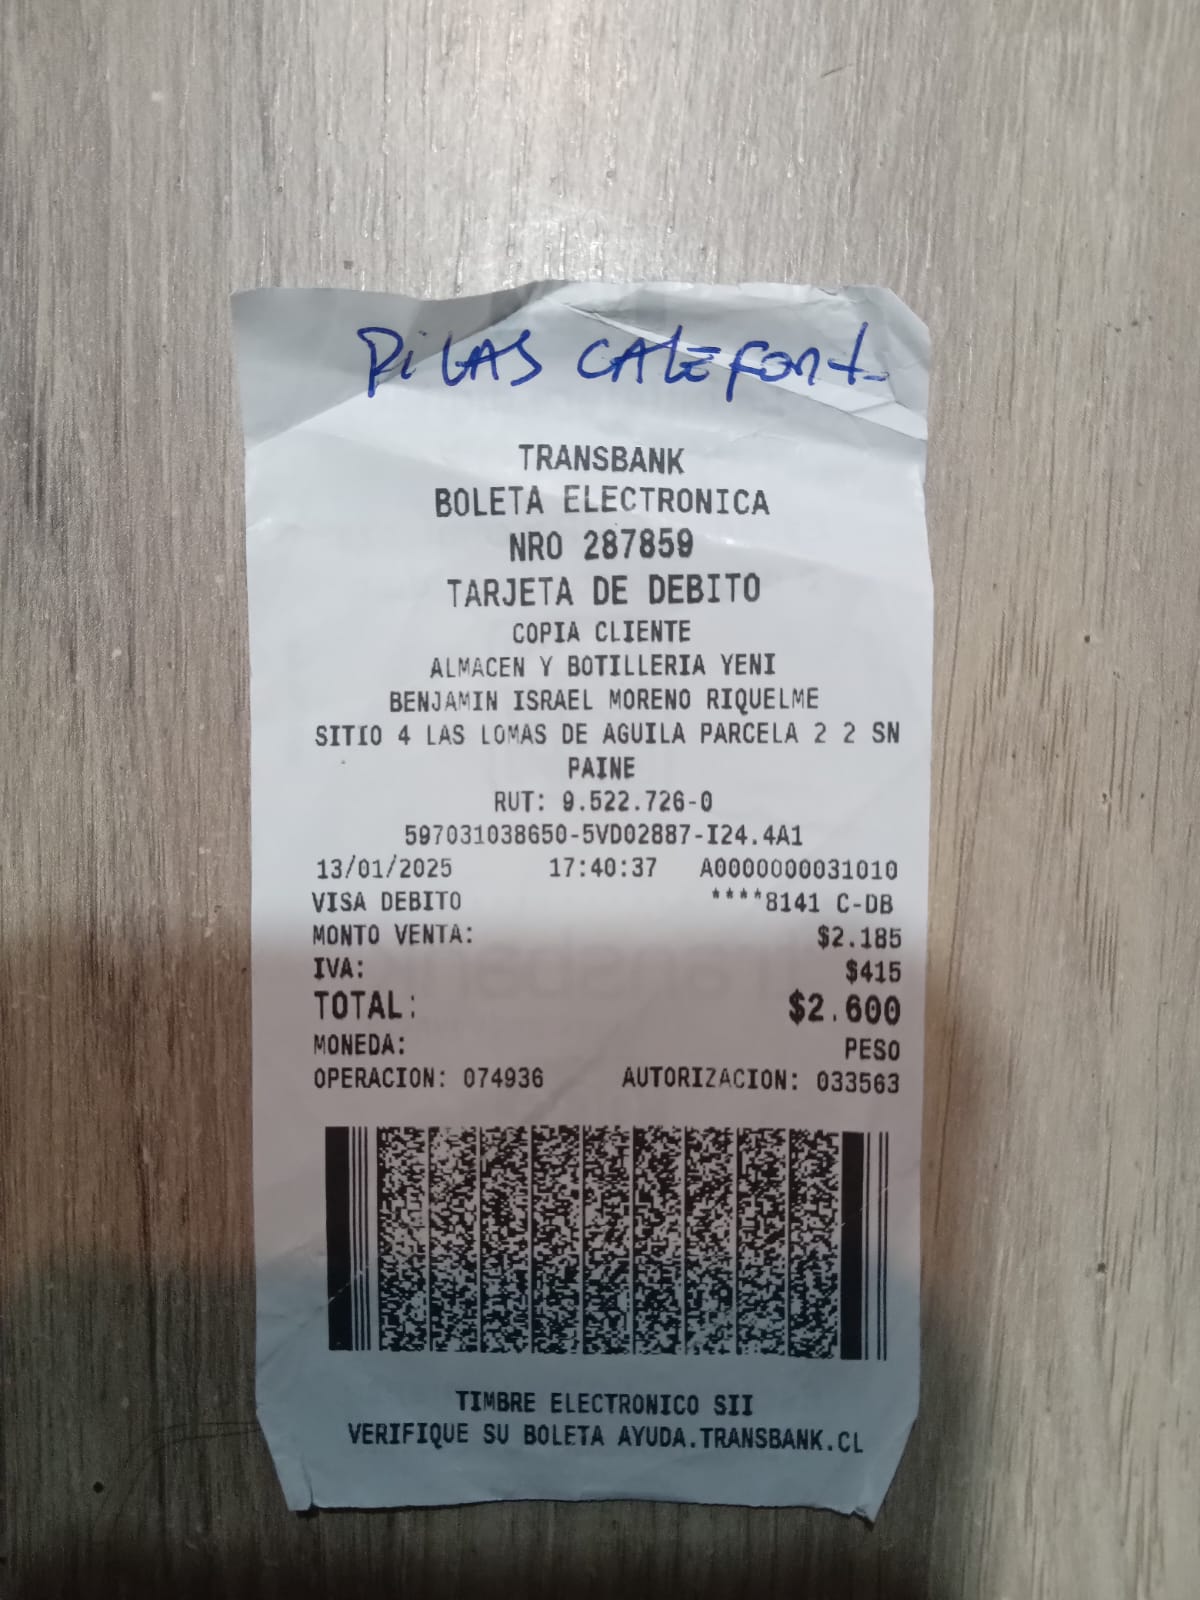 PILAS CALEFONT.
TRANSBANK
BOLETA ELECTRONICA
NRO 287859
TARJETA DE DEBITO
COPIA CLIENTE
ALMACEN Y BOTILLERIA YENI
BENJAMIN ISRAEL MORENO RIQUELME
SITIO 4 LAS LOMAS DE AGUILA PARCELA 2 2 SN
PAINE
RUT: 9.522.726-0
597031038650-5VD02887-I24.4A1
13/01/2025 17:40:37 A0000000031010
VISA DEBITO ****8141 C-DB
MONTO VENTA: $2.185
IVA: $415
TOTAL: $2.600
MONEDA: PESO
OPERACION: 074936 AUTORIZACION: 033563
TIMBRE ELECTRONICO SII
VERIFIQUE SU BOLETA AYUDA.TRANSBANK.CL